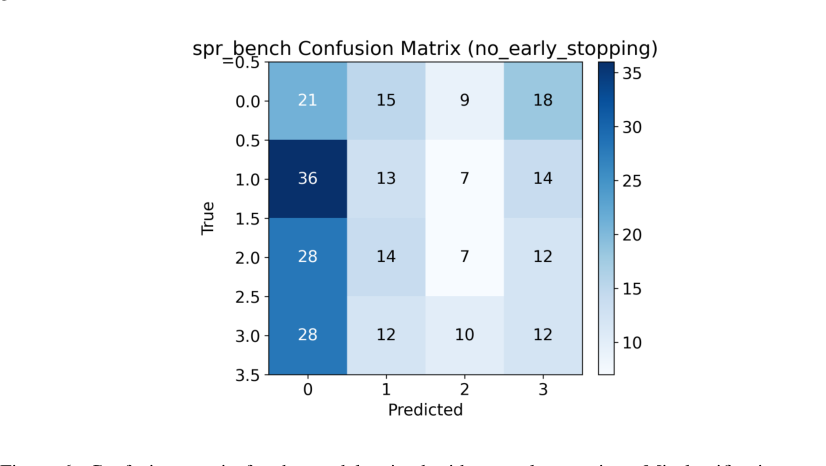 spr_bench Confusion Matrix (no_early_stopping)
0.5
0.0 21 15 9 18
0.5
1.0 36 13 7 14
1.5
2.0 28 14 7 12
2.5
3.0 28 12 10 12
3.5
0 1 2 3
Predicted
True
35
30
25
20
15
10